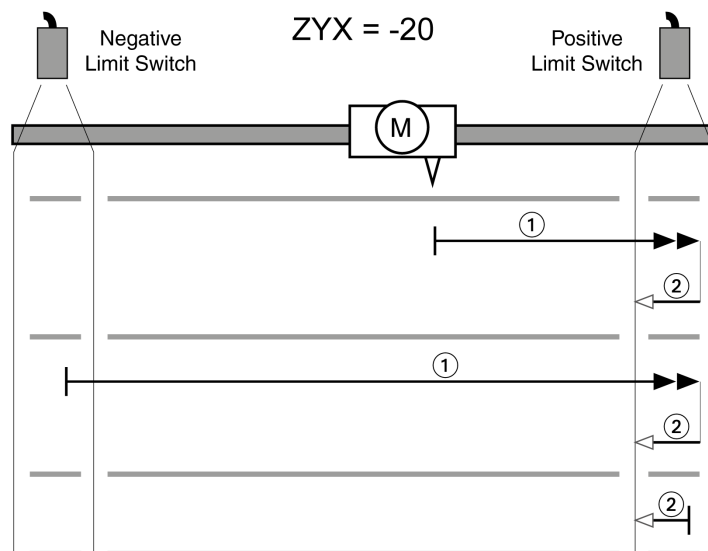 ZYX = -20
Negative
Limit Switch
Positive
Limit Switch
M
1
2
1
2
2